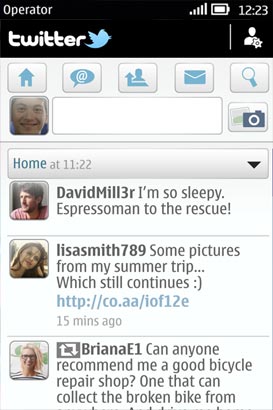 Operator 12:23
twitter
Home at 11:22
DavidMill3r I'm so sleepy.
Espressoman to the rescue!
lisasmith789 Some pictures
from my summer trip...
Which still continues :)
http://co.aa/iof12e
15 mins ago
BrianaE1 Can anyone
recommend me a good bicycle
repair shop? One that can
collect the broken bike from